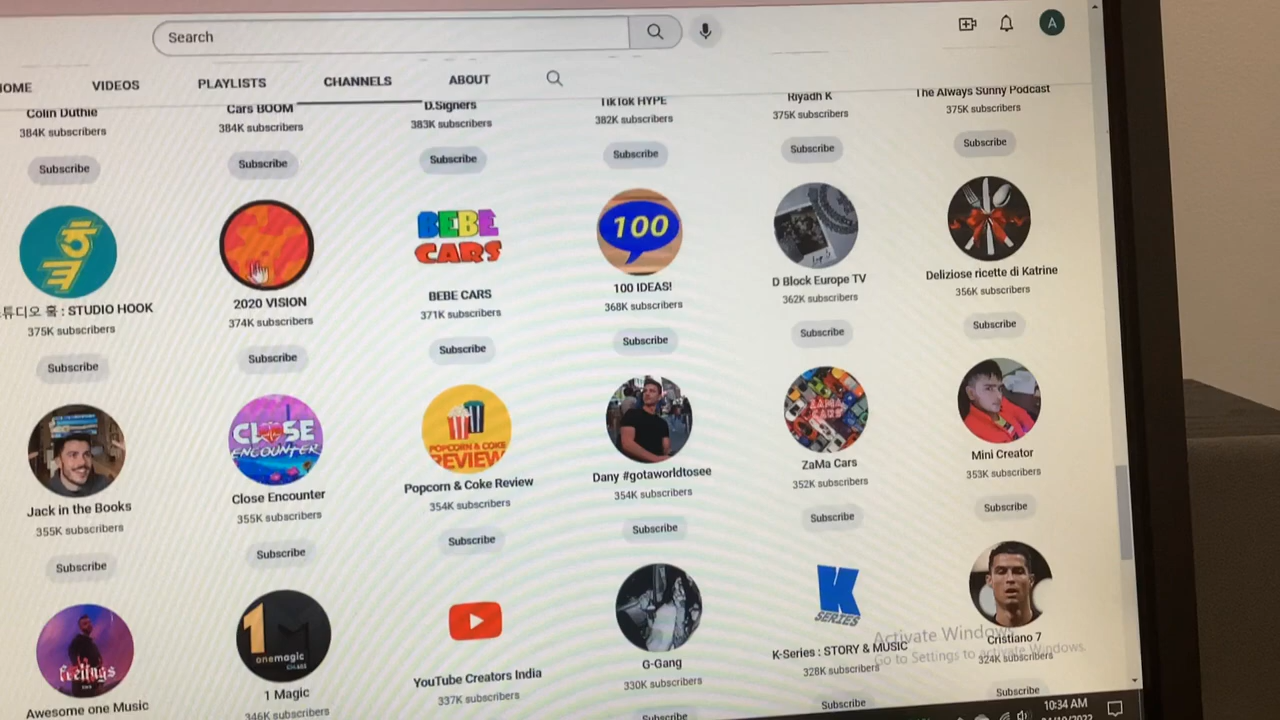 Search
A
HOME VIDEOS PLAYLISTS CHANNELS ABOUT
Colin Duthie Cars BOOM D.Signers TikTok HYPE Riyadh K The Always Sunny Podcast
384K subscribers 384K subscribers 383K subscribers 382K subscribers 375K subscribers 375K subscribers
Subscribe Subscribe Subscribe Subscribe Subscribe Subscribe
BEBE CARS
100
튜디오 훅 : STUDIO HOOK 2020 VISION BEBE CARS 100 IDEAS! D Block Europe TV Deliziose ricette di Katrine
375K subscribers 374K subscribers 371K subscribers 368K subscribers 362K subscribers 356K subscribers
Subscribe Subscribe Subscribe Subscribe Subscribe Subscribe
CLOSE ENCOUNTER
POPCORN & COKE REVIEW
ZAMA CARS
Jack in the Books Close Encounter Popcorn & Coke Review Dany #gotaworldtosee ZaMa Cars Mini Creator
355K subscribers 355K subscribers 354K subscribers 354K subscribers 352K subscribers 353K subscribers
Subscribe Subscribe Subscribe Subscribe Subscribe Subscribe
feelings
1M onemagic
K SERIES
Awesome one Music 1 Magic YouTube Creators India G-Gang K-Series : STORY & MUSIC Cristiano 7
346K subscribers 337K subscribers 330K subscribers 328K subscribers 324K subscribers
Subscribe Subscribe Subscribe
Activate Windows
Go to Settings to activate Windows.
10:34 AM